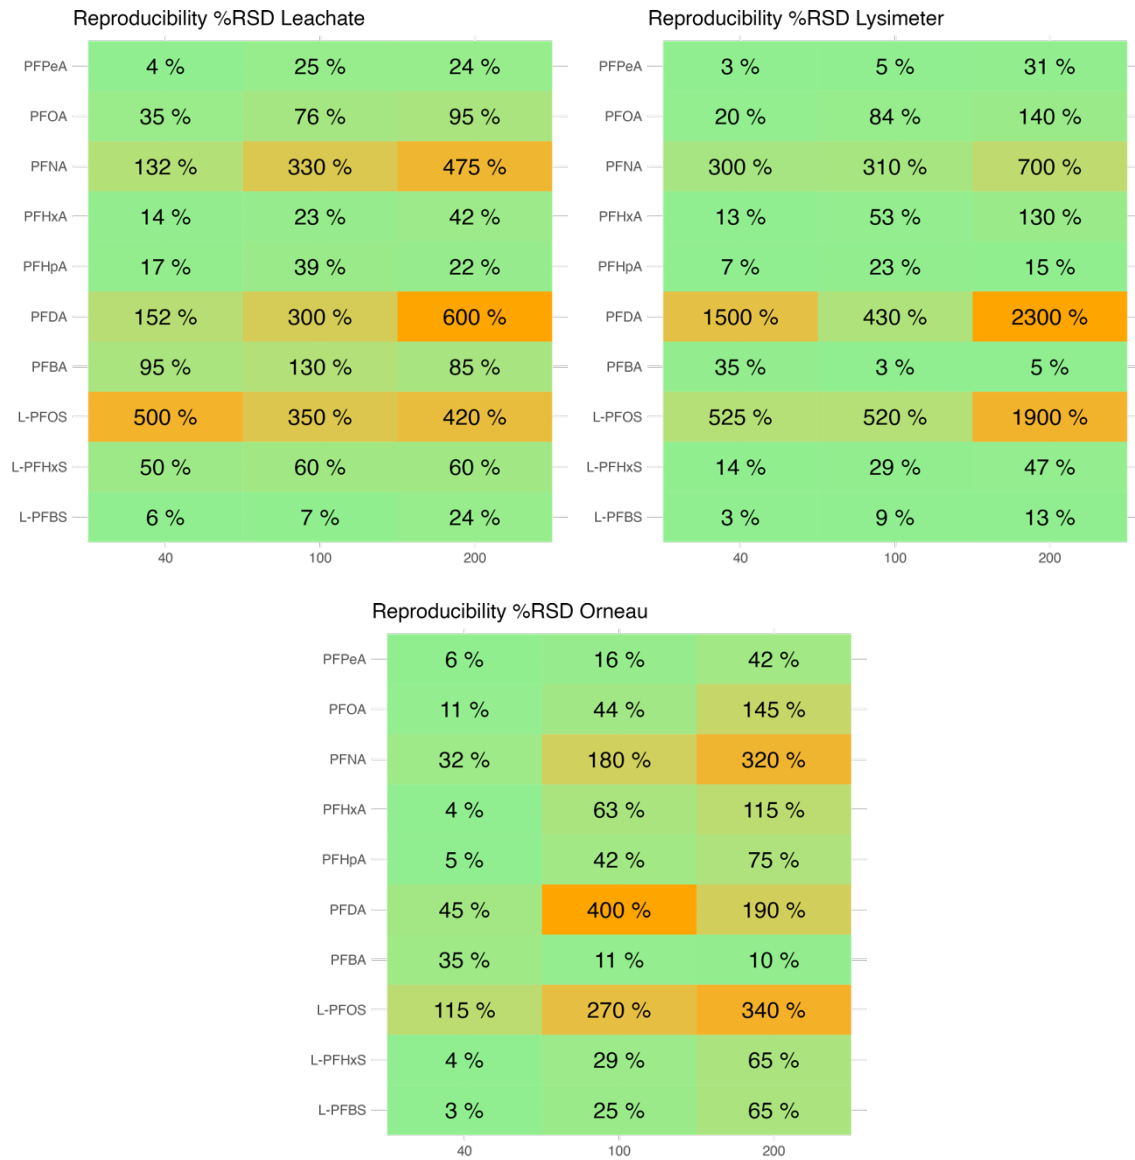 Reproducibility %RSD Leachate
PFPeA 4 % 25 % 24 %
PFOA 35 % 76 % 95 %
PFNA 132 % 330 % 475 %
PFHxA 14 % 23 % 42 %
PFHpA 17 % 39 % 22 %
PFDA 152 % 300 % 600 %
PFBA 95 % 130 % 85 %
L-PFOS 500 % 350 % 420 %
L-PFHxS 50 % 60 % 60 %
L-PFBS 6 % 7 % 24 %
40 100 200
Reproducibility %RSD Lysimeter
PFPeA 3 % 5 % 31 %
PFOA 20 % 84 % 140 %
PFNA 300 % 310 % 700 %
PFHxA 13 % 53 % 130 %
PFHpA 7 % 23 % 15 %
PFDA 1500 % 430 % 2300 %
PFBA 35 % 3 % 5 %
L-PFOS 525 % 520 % 1900 %
L-PFHxS 14 % 29 % 47 %
L-PFBS 3 % 9 % 13 %
40 100 200
Reproducibility %RSD Orneau
PFPeA 6 % 16 % 42 %
PFOA 11 % 44 % 145 %
PFNA 32 % 180 % 320 %
PFHxA 4 % 63 % 115 %
PFHpA 5 % 42 % 75 %
PFDA 45 % 400 % 190 %
PFBA 35 % 11 % 10 %
L-PFOS 115 % 270 % 340 %
L-PFHxS 4 % 29 % 65 %
L-PFBS 3 % 25 % 65 %
40 100 200